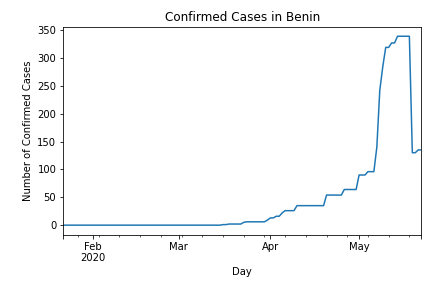 Confirmed Cases in Benin
Number of Confirmed Cases
350
300
250
200
150
100
50
0
Feb
2020
Mar
Apr
May
Day